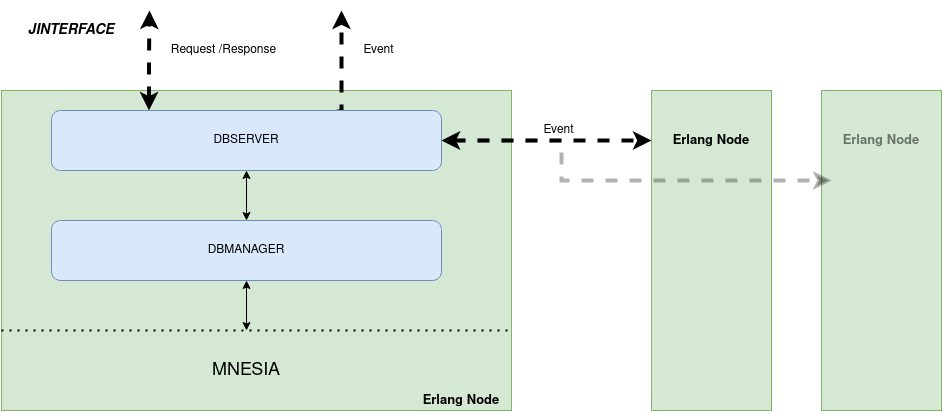 JINTERFACE
Request /Response
Event
DBSERVER
Event
Erlang Node
Erlang Node
DBMANAGER
MNESIA
Erlang Node